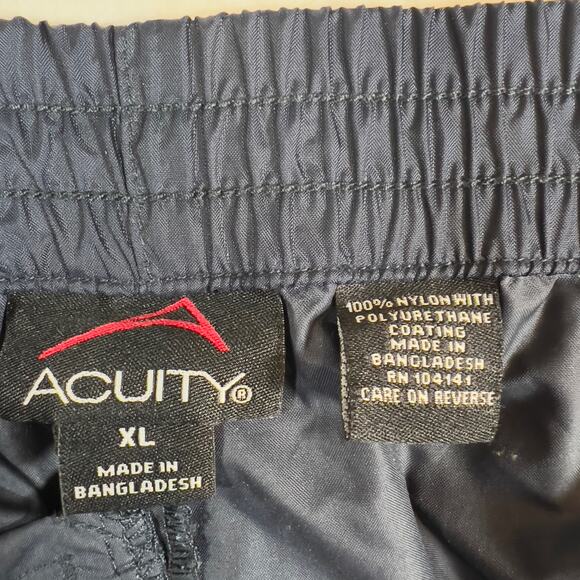 ACUITY®
XL
MADE IN
BANGLADESH
100% NYLON WITH
POLYURETHANE
COATING
MADE IN
BANGLADESH
RN 104141
CARE ON REVERSE